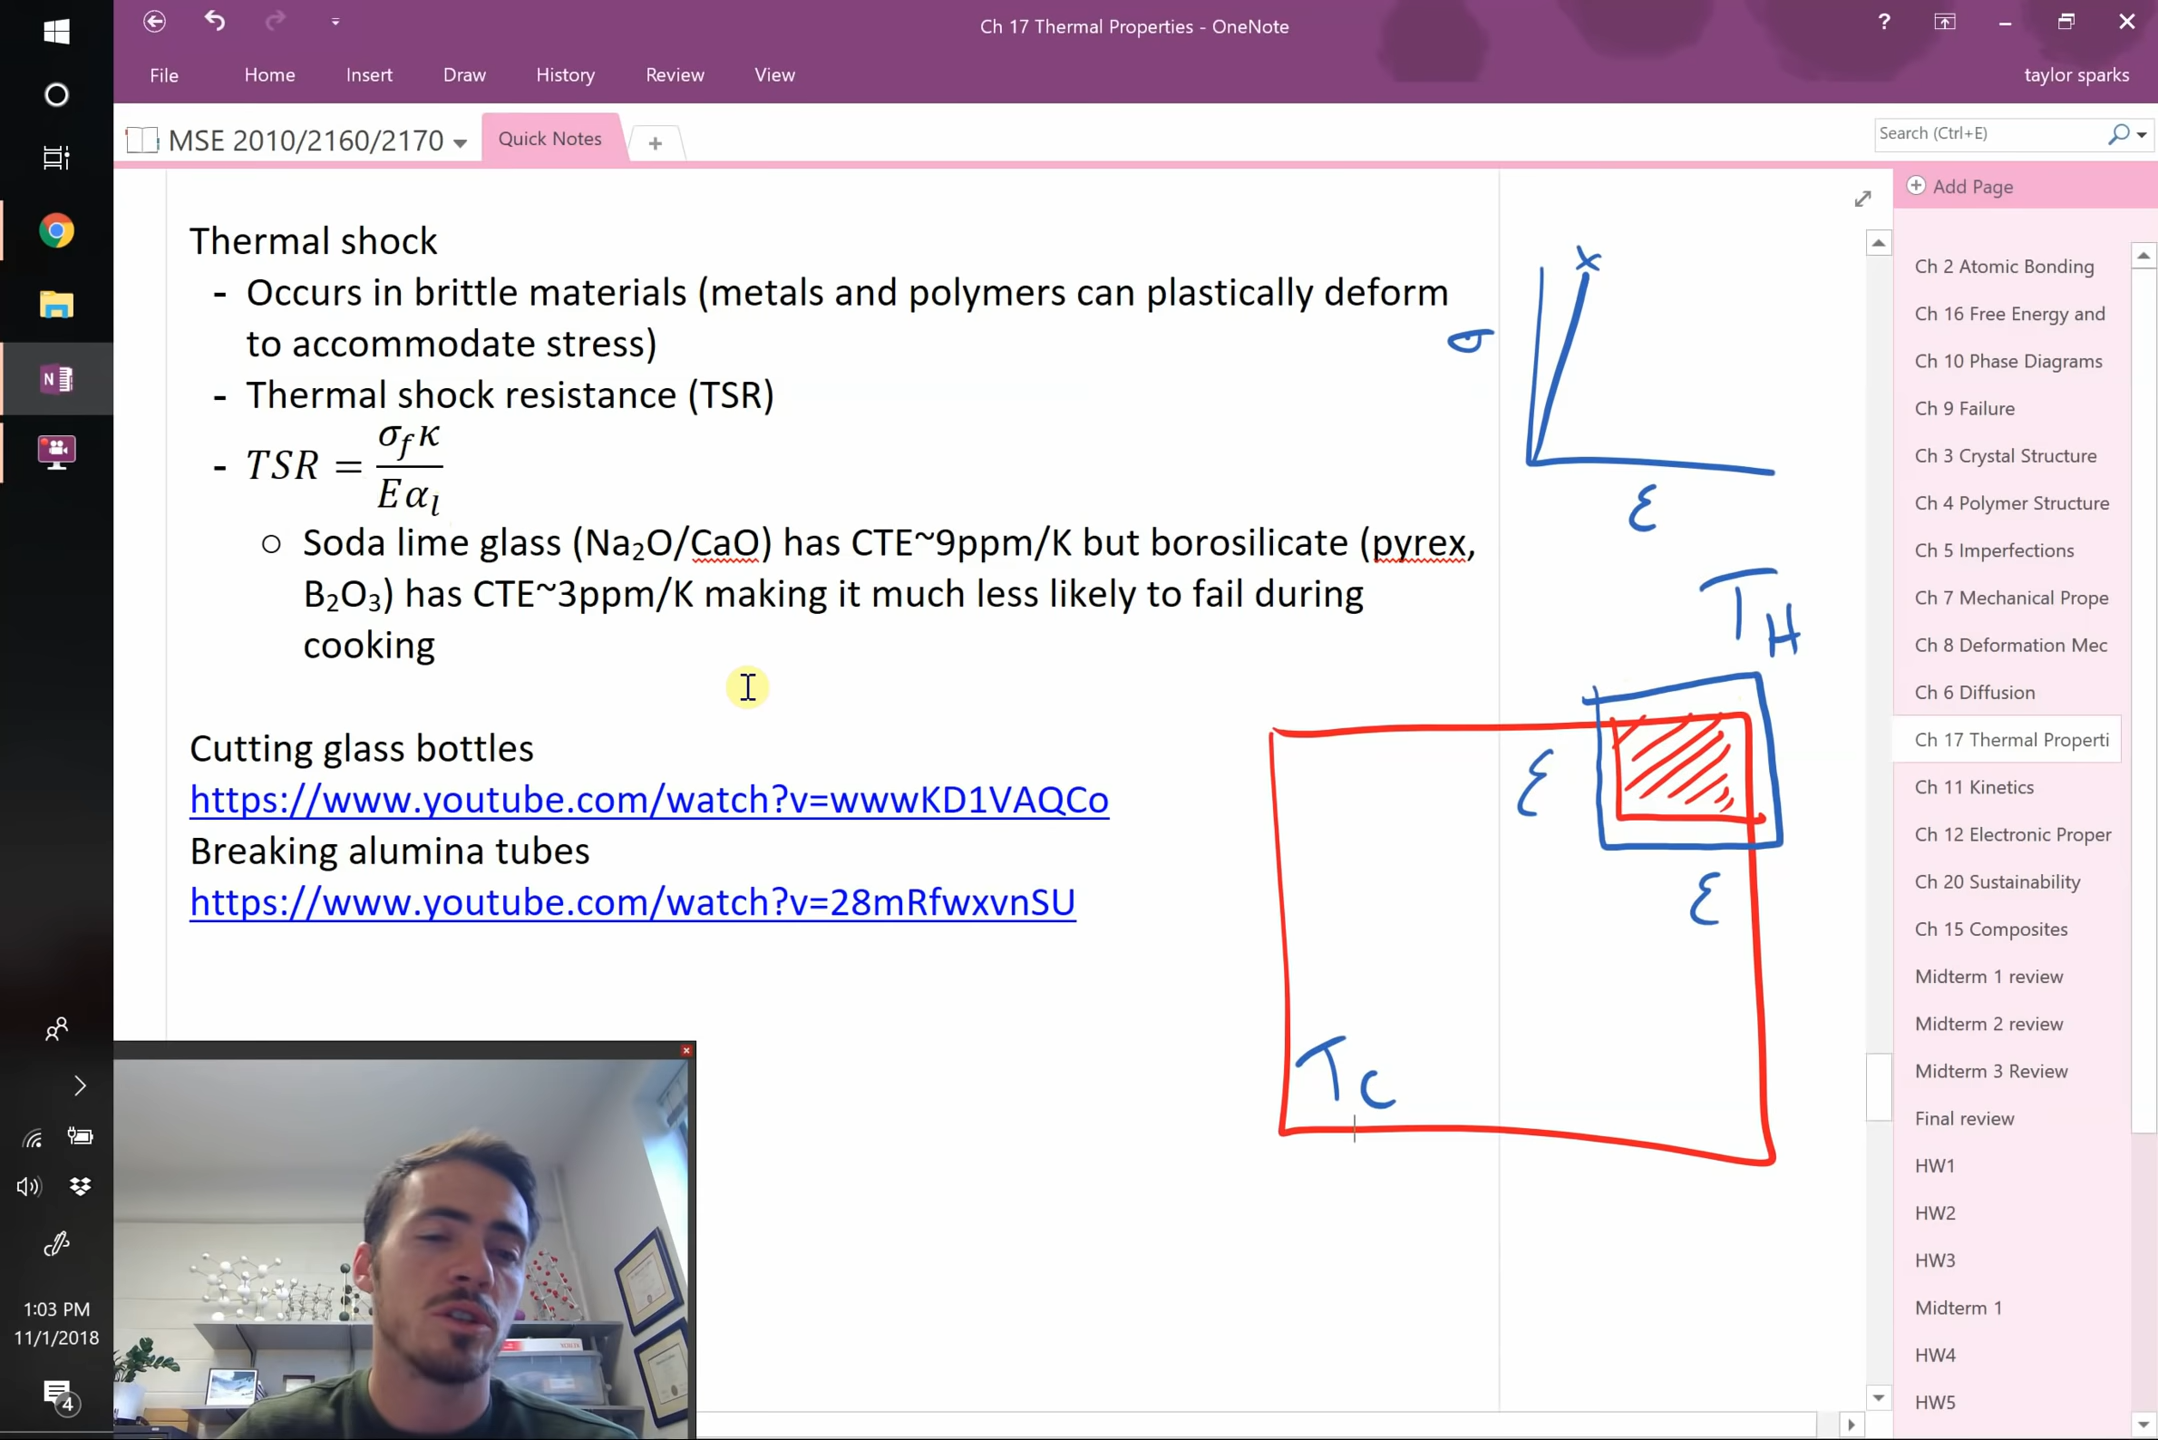 Ch 17 Thermal Properties - OneNote
?
File Home Insert Draw History Review View
taylor sparks
MSE 2010/2160/2170
Quick Notes
+
Search (Ctrl+E)
Add Page
Thermal shock
- Occurs in brittle materials (metals and polymers can plastically deform
to accommodate stress)
- Thermal shock resistance (TSR)
- TSR = σf κ / E αl
○ Soda lime glass (Na₂O/CaO) has CTE~9ppm/K but borosilicate (pyrex,
B₂O₃) has CTE~3ppm/K making it much less likely to fail during
cooking
Cutting glass bottles
https://www.youtube.com/watch?v=wwwKD1VAQCo
Breaking alumina tubes
https://www.youtube.com/watch?v=28mRfwxvnSU
x
σ
ε
TH
ε
ε
Tc
Ch 2 Atomic Bonding
Ch 16 Free Energy and
Ch 10 Phase Diagrams
Ch 9 Failure
Ch 3 Crystal Structure
Ch 4 Polymer Structure
Ch 5 Imperfections
Ch 7 Mechanical Prope
Ch 8 Deformation Mec
Ch 6 Diffusion
Ch 17 Thermal Properti
Ch 11 Kinetics
Ch 12 Electronic Proper
Ch 20 Sustainability
Ch 15 Composites
Midterm 1 review
Midterm 2 review
Midterm 3 Review
Final review
HW1
HW2
HW3
Midterm 1
HW4
HW5
N
1:03 PM
11/1/2018
4